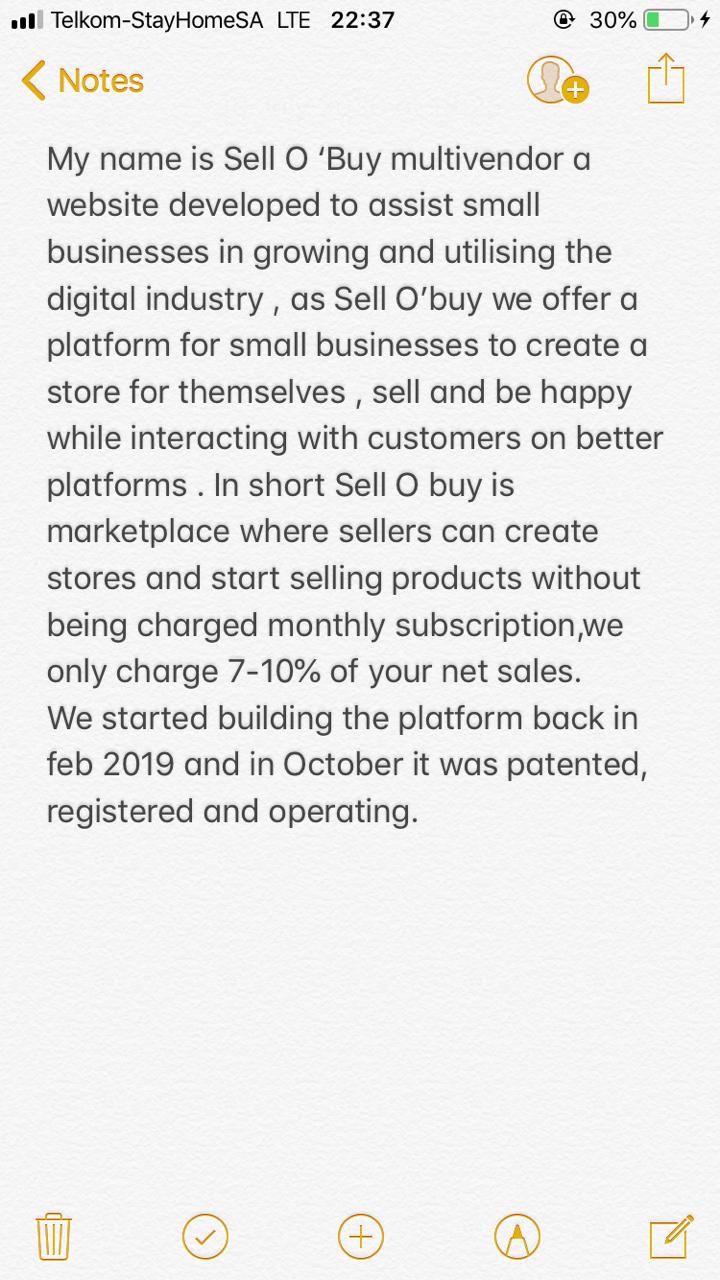 Telkom-StayHomeSA LTE 22:37 30%
Notes
My name is Sell O ‘Buy multivendor a
website developed to assist small
businesses in growing and utilising the
digital industry , as Sell O’buy we offer a
platform for small businesses to create a
store for themselves , sell and be happy
while interacting with customers on better
platforms . In short Sell O buy is
marketplace where sellers can create
stores and start selling products without
being charged monthly subscription,we
only charge 7-10% of your net sales.
We started building the platform back in
feb 2019 and in October it was patented,
registered and operating.